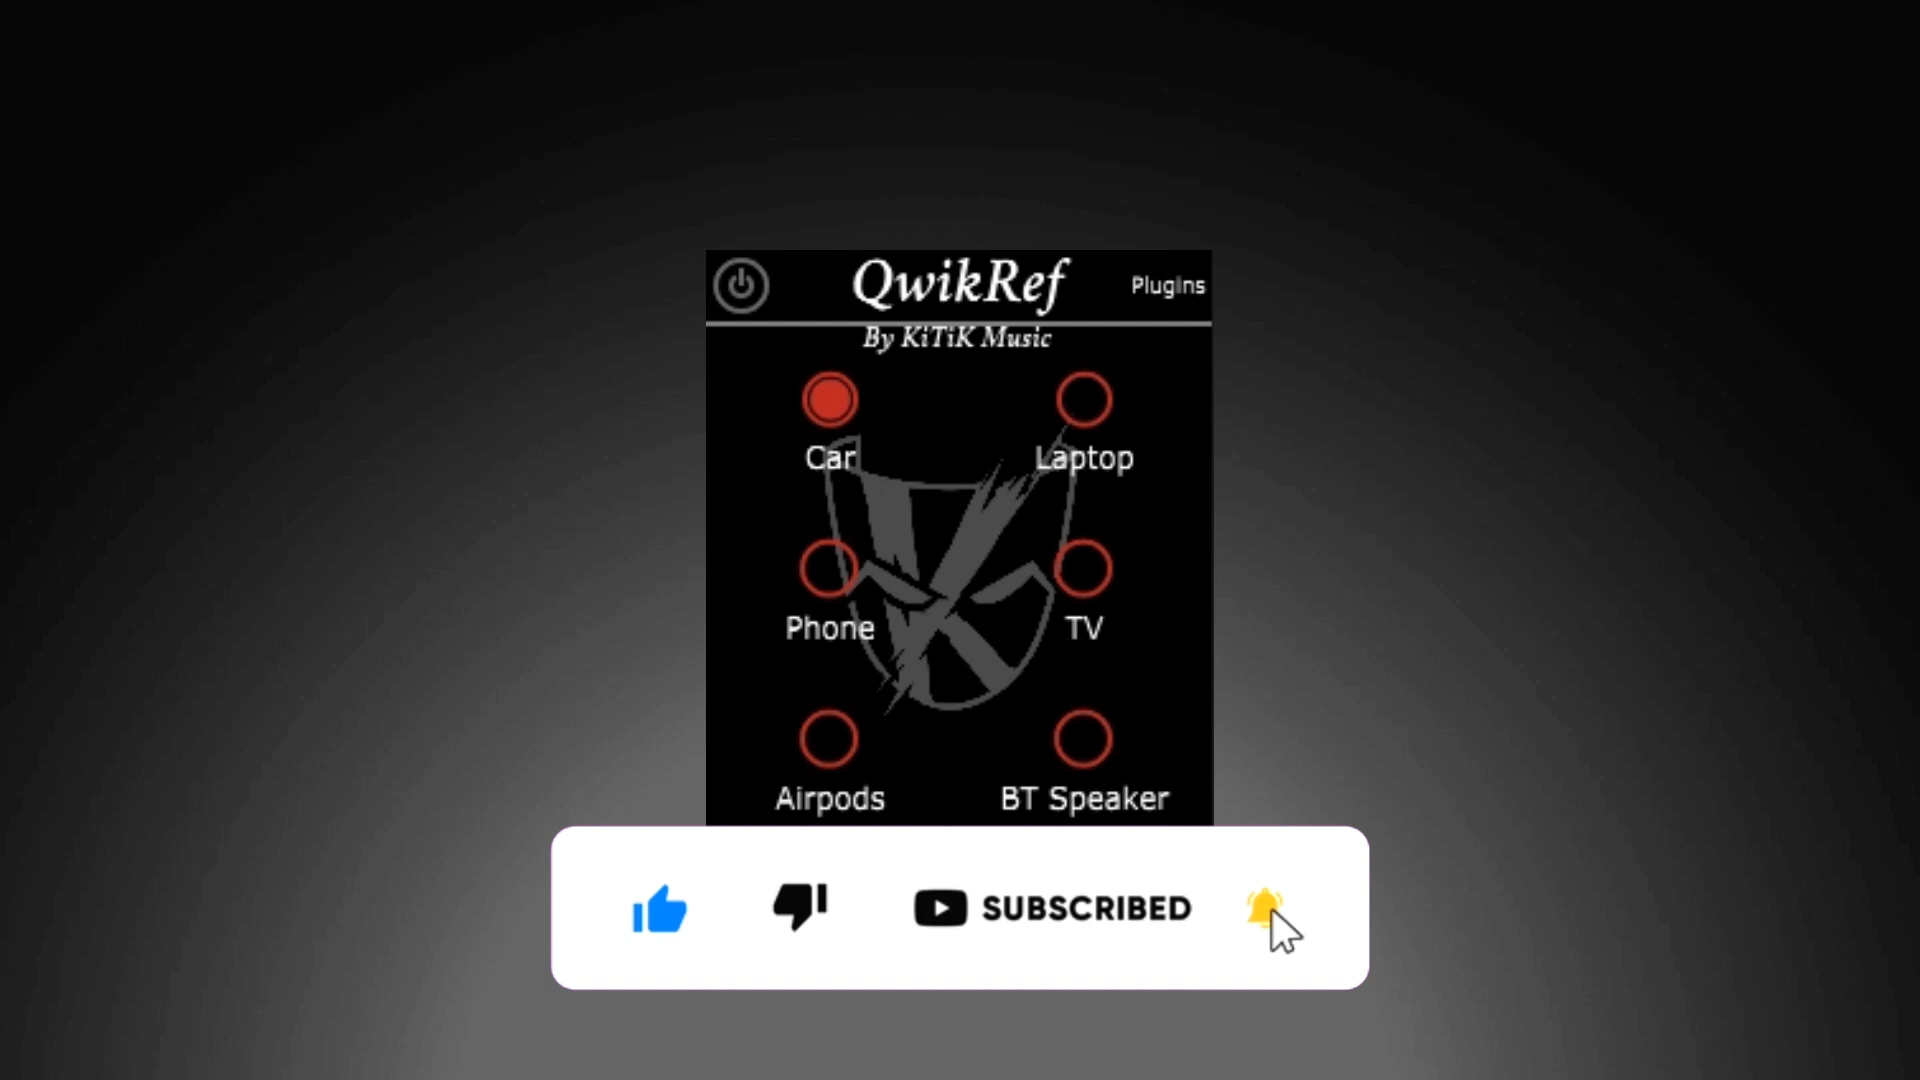 QwikRef
PlugIns
By KiTiK Music
Car
Laptop
Phone
TV
Airpods
BT Speaker
SUBSCRIBED